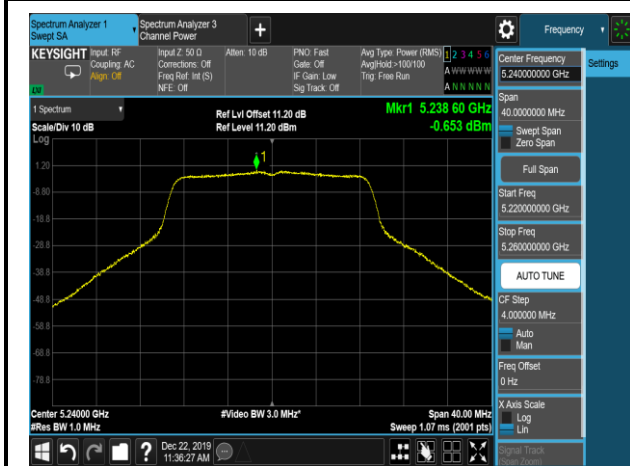 Spectrum Analyzer 1
Swept SA
Spectrum Analyzer 3
Channel Power
+
Frequency
KEYSIGHT
Input: RF
Coupling: AC
Align: Off
Input Z: 50 Ω
Corrections: Off
Freq Ref: Int (S)
NFE: Off
Atten: 10 dB
PNO: Fast
Gate: Off
IF Gain: Low
Sig Track: Off
Avg Type: Power (RMS)
Avg|Hold:>100/100
Trig: Free Run
1 2 3 4 5 6
A W W W W W
A N N N N N
LXI
1 Spectrum
Scale/Div 10 dB
Log
Ref Lvl Offset 11.20 dB
Ref Level 11.20 dBm
Mkr1 5.238 60 GHz
-0.653 dBm
1
1.20
-8.80
-18.8
-28.8
-38.8
-48.8
-58.8
-68.8
-78.8
Center 5.24000 GHz
#Res BW 1.0 MHz
#Video BW 3.0 MHz*
Span 40.00 MHz
Sweep 1.07 ms (2001 pts)
?
Dec 22, 2019
11:36:27 AM
Center Frequency
5.240000000 GHz
Span
40.0000000 MHz
Swept Span
Zero Span
Full Span
Start Freq
5.220000000 GHz
Stop Freq
5.260000000 GHz
AUTO TUNE
CF Step
4.000000 MHz
Auto
Man
Freq Offset
0 Hz
X Axis Scale
Log
Lin
Signal Track
(Span Zoom)
Settings